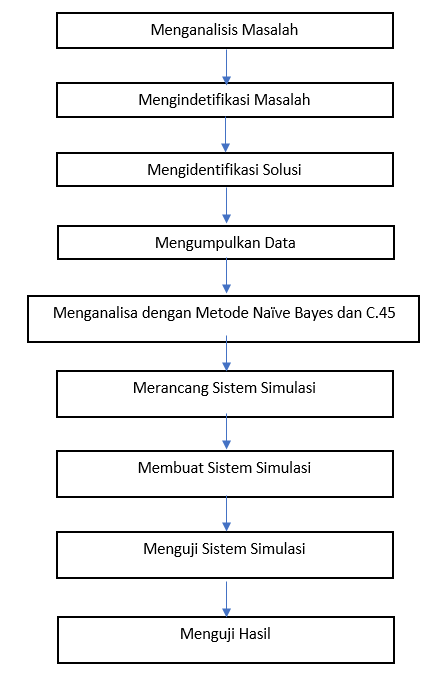 Menganalisis Masalah
Mengindetifikasi Masalah
Mengidentifikasi Solusi
Mengumpulkan Data
Menganalisa dengan Metode Naïve Bayes dan C.45
Merancang Sistem Simulasi
Membuat Sistem Simulasi
Menguji Sistem Simulasi
Menguji Hasil